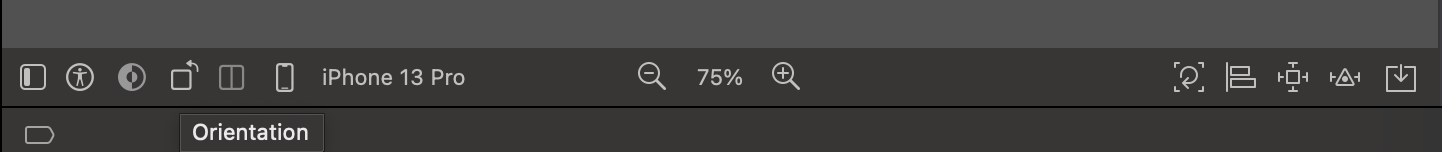 iPhone 13 Pro
75%
Orientation